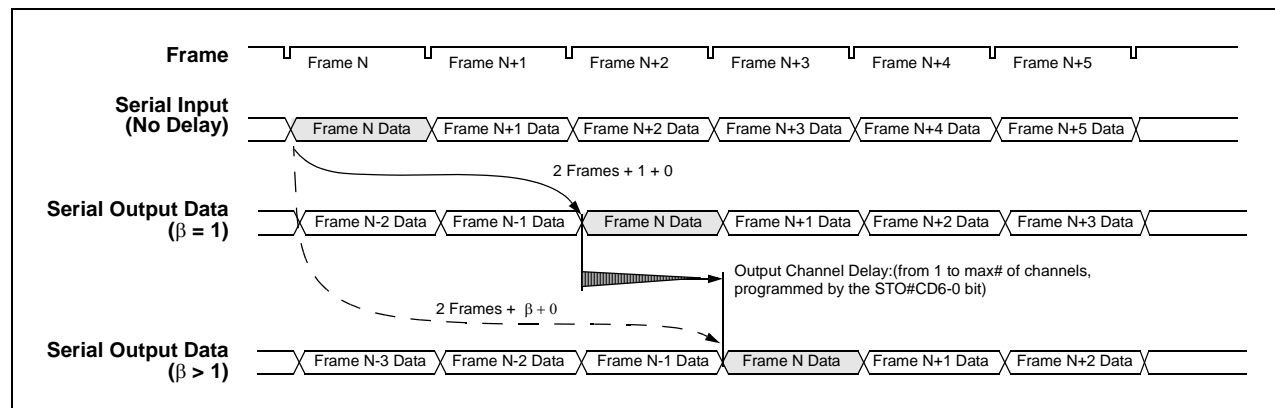 Frame
Frame N
Frame N+1
Frame N+2
Frame N+3
Frame N+4
Frame N+5
Serial Input
(No Delay)
Frame N Data
Frame N+1 Data
Frame N+2 Data
Frame N+3 Data
Frame N+4 Data
Frame N+5 Data
2 Frames + 1 + 0
Serial Output Data
(β = 1)
Frame N-2 Data
Frame N-1 Data
Frame N Data
Frame N+1 Data
Frame N+2 Data
Frame N+3 Data
Output Channel Delay:(from 1 to max# of channels,
programmed by the STO#CD6-0 bit)
2 Frames + β + 0
Serial Output Data
(β > 1)
Frame N-3 Data
Frame N-2 Data
Frame N-1 Data
Frame N Data
Frame N+1 Data
Frame N+2 Data